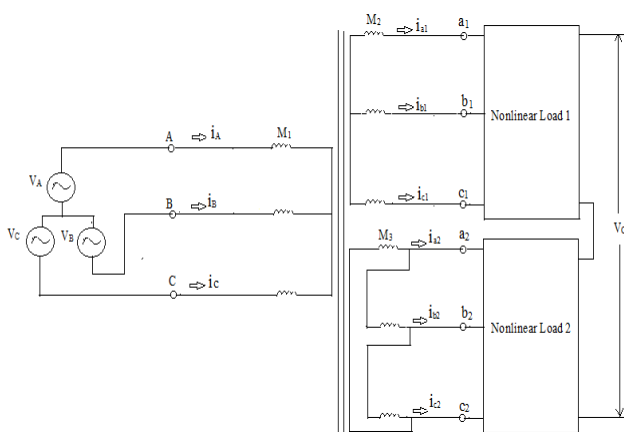 M2 ia1 a1
ib1 b1
Nonlinear Load 1
A iA M1
VA
ic1 c1
B iB
VC VB
M3 ia2 a2
V0
C iC
ib2 b2
Nonlinear Load 2
ic2 c2